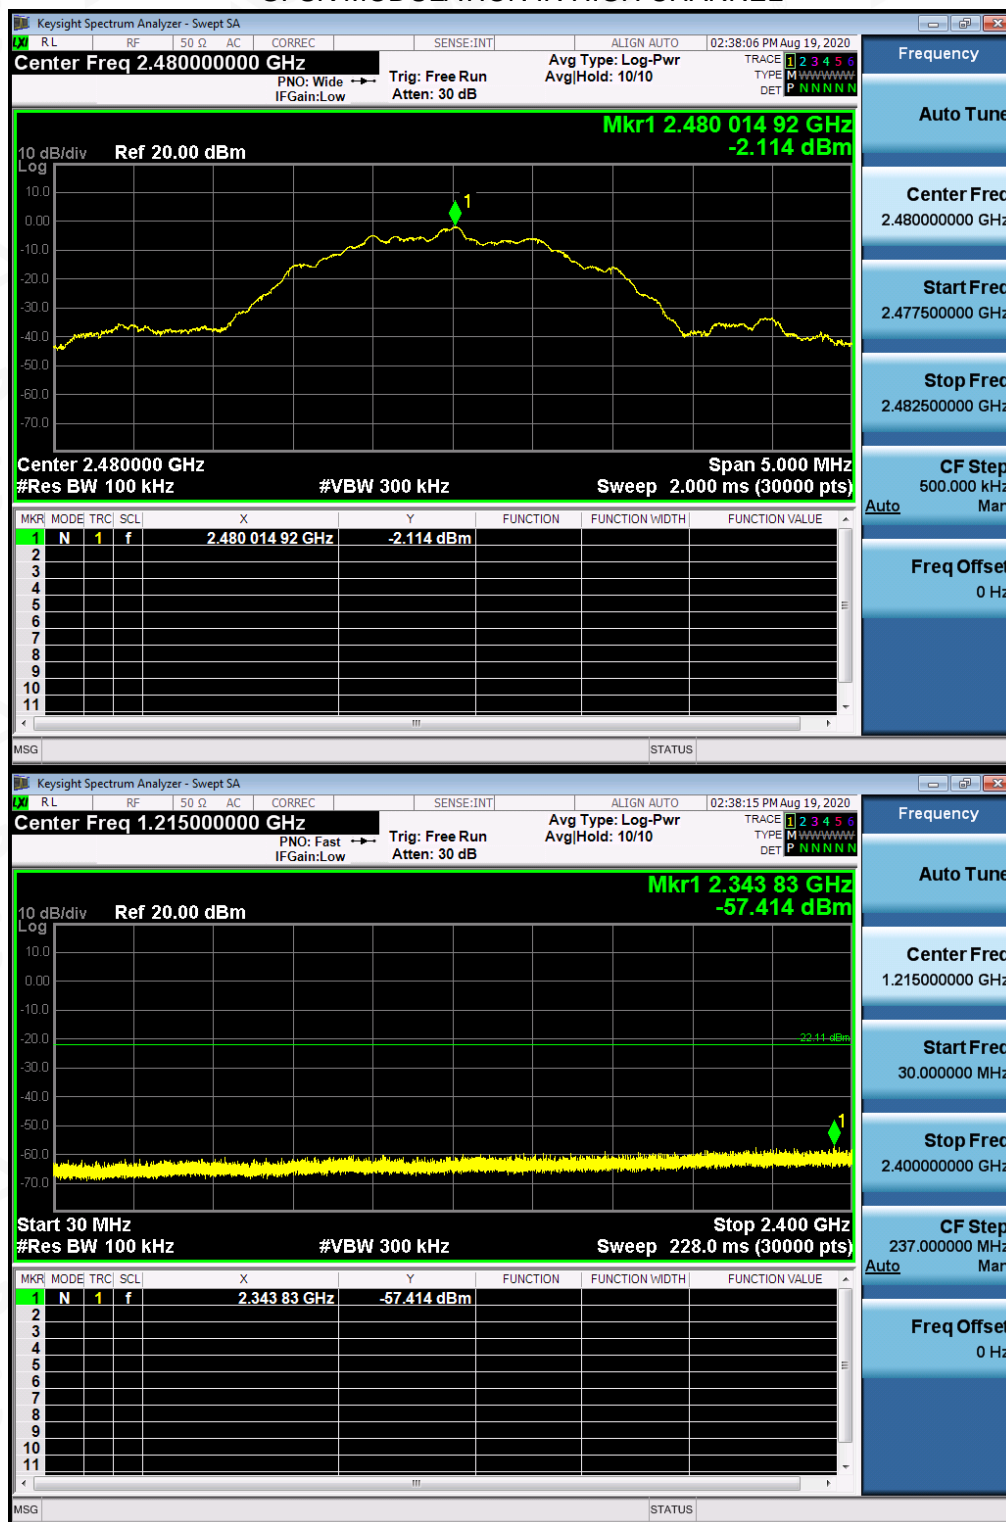 Keysight Spectrum Analyzer - Swept SA
LXI RL RF 50 Ω AC CORREC SENSE:INT ALIGN AUTO 02:38:06 PM Aug 19, 2020
Center Freq 2.480000000 GHz
PNO: Wide
IFGain:Low
Trig: Free Run
Atten: 30 dB
Avg Type: Log-Pwr
Avg|Hold: 10/10
TRACE 1 2 3 4 5 6
TYPE M WWWWW
DET P N N N N N
Mkr1 2.480 014 92 GHz
-2.114 dBm
10 dB/div Ref 20.00 dBm
Log
10.0
0.00
-10.0
-20.0
-30.0
-40.0
-50.0
-60.0
-70.0
1
Center 2.480000 GHz Span 5.000 MHz
#Res BW 100 kHz #VBW 300 kHz Sweep 2.000 ms (30000 pts)
MKR MODE TRC SCL X Y FUNCTION FUNCTION WIDTH FUNCTION VALUE
1 N 1 f 2.480 014 92 GHz -2.114 dBm
2
3
4
5
6
7
8
9
10
11
MSG STATUS
Frequency
Auto Tune
Center Freq
2.480000000 GHz
Start Freq
2.477500000 GHz
Stop Freq
2.482500000 GHz
CF Step
500.000 kHz
Auto Man
Freq Offset
0 Hz
Keysight Spectrum Analyzer - Swept SA
LXI RL RF 50 Ω AC CORREC SENSE:INT ALIGN AUTO 02:38:15 PM Aug 19, 2020
Center Freq 1.215000000 GHz
PNO: Fast
IFGain:Low
Trig: Free Run
Atten: 30 dB
Avg Type: Log-Pwr
Avg|Hold: 10/10
TRACE 1 2 3 4 5 6
TYPE M WWWWW
DET P N N N N N
Mkr1 2.343 83 GHz
-57.414 dBm
10 dB/div Ref 20.00 dBm
Log
10.0
0.00
-10.0
-20.0
-30.0
-40.0
-50.0
-60.0
-70.0
-22.11 dBm
1
Start 30 MHz Stop 2.400 GHz
#Res BW 100 kHz #VBW 300 kHz Sweep 228.0 ms (30000 pts)
MKR MODE TRC SCL X Y FUNCTION FUNCTION WIDTH FUNCTION VALUE
1 N 1 f 2.343 83 GHz -57.414 dBm
2
3
4
5
6
7
8
9
10
11
MSG STATUS
Frequency
Auto Tune
Center Freq
1.215000000 GHz
Start Freq
30.000000 MHz
Stop Freq
2.400000000 GHz
CF Step
237.000000 MHz
Auto Man
Freq Offset
0 Hz